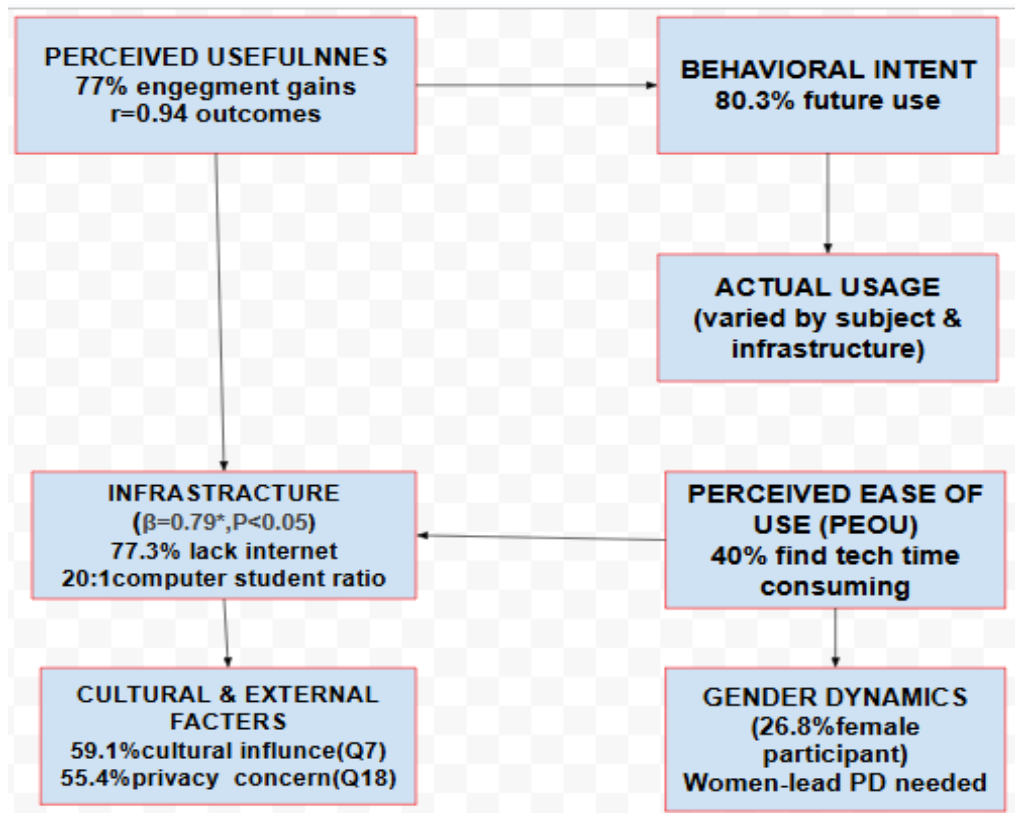 PERCEIVED USEFULNNES
77% engegment gains
r=0.94 outcomes
BEHAVIORAL INTENT
80.3% future use
ACTUAL USAGE
(varied by subject &
infrastructure)
INFRASTRACTURE
(β=0.79*,P<0.05)
77.3% lack internet
20:1computer student ratio
PERCEIVED EASE OF
USE (PEOU)
40% find tech time
consuming
CULTURAL & EXTERNAL
FACTERS
59.1%cultural influnce(Q7)
55.4%privacy concern(Q18)
GENDER DYNAMICS
(26.8%female
participant)
Women-lead PD needed